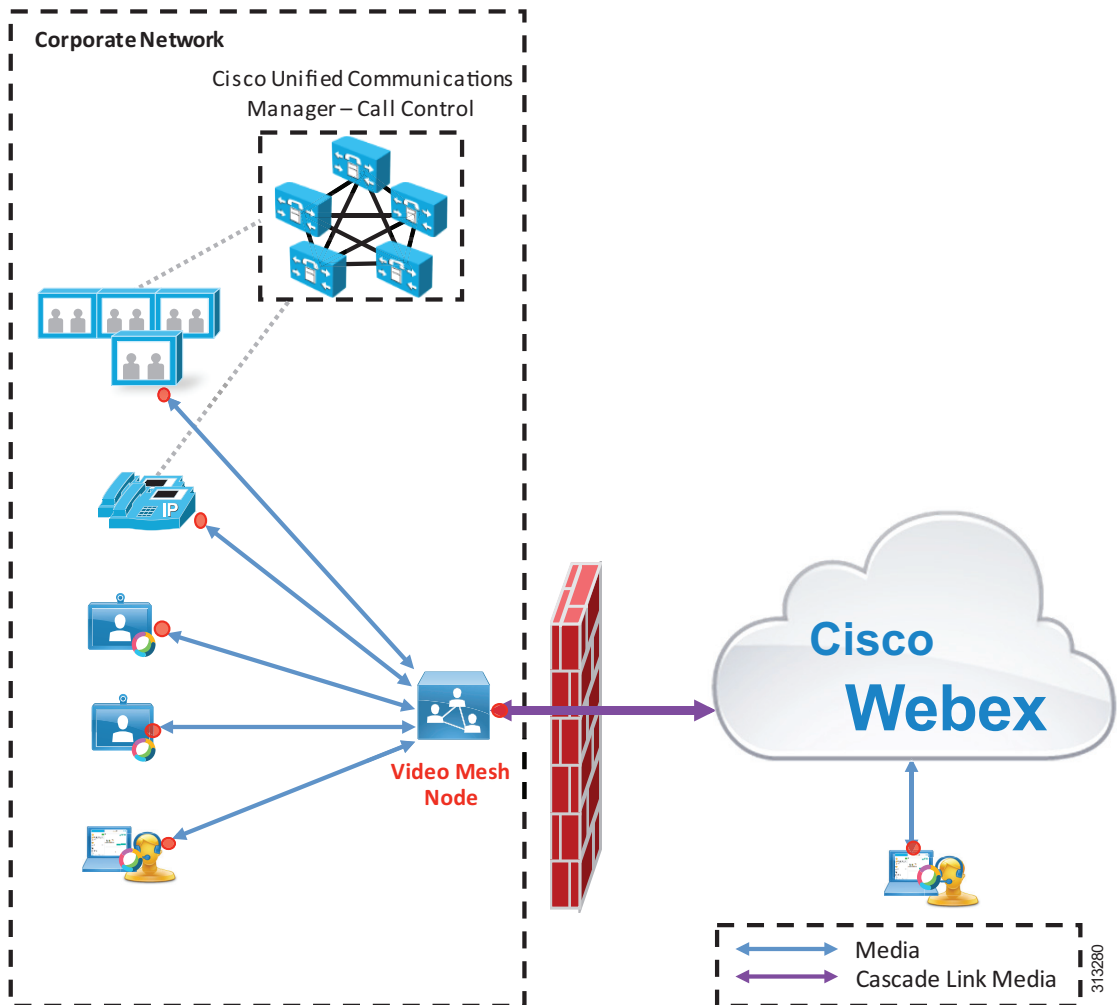 Corporate Network
Cisco Unified Communications
Manager – Call Control
IP
Video Mesh
Node
Cisco
Webex
Media
Cascade Link Media
313280